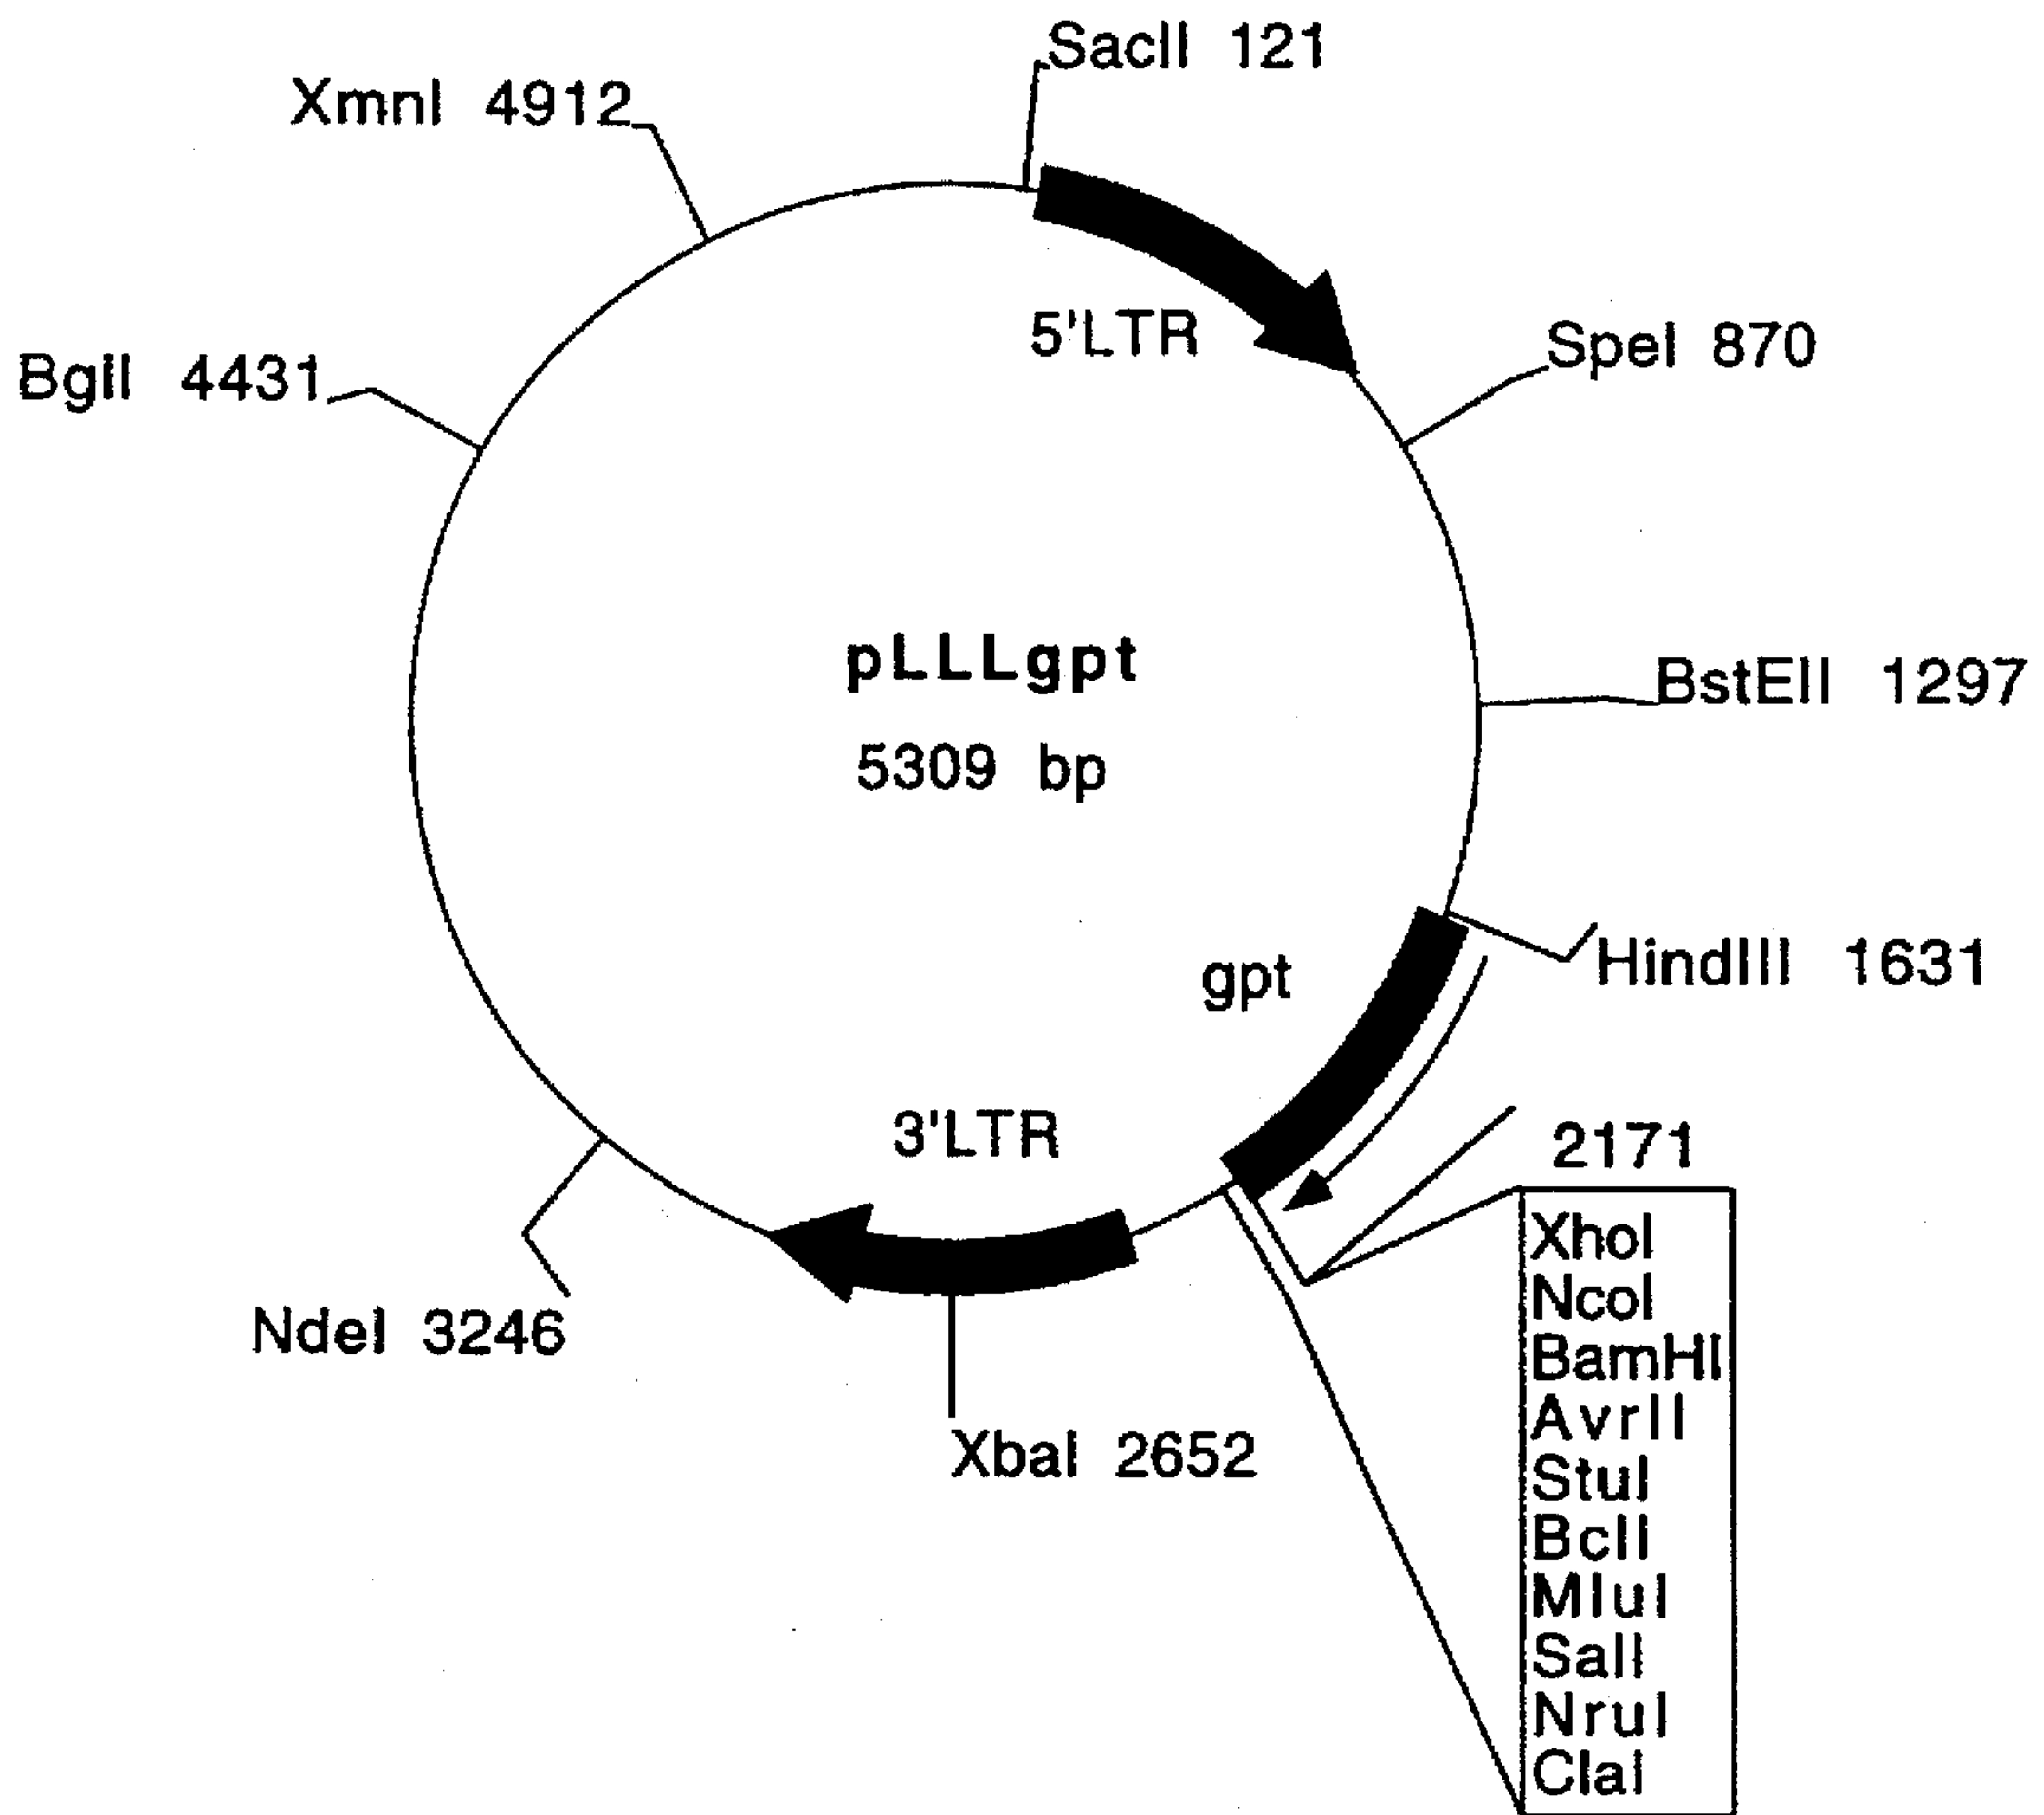 SacII 121
XmnI 4912
5'LTR
SpeI 870
BglI 4431
pLLLgpt
5309 bp
BstEII 1297
gpt
HindIII 1631
3'LTR
2171
XhoI
NcoI
BamHI
AvrII
StuI
BclI
MluI
SalI
NruI
ClaI
NdeI 3246
XbaI 2652